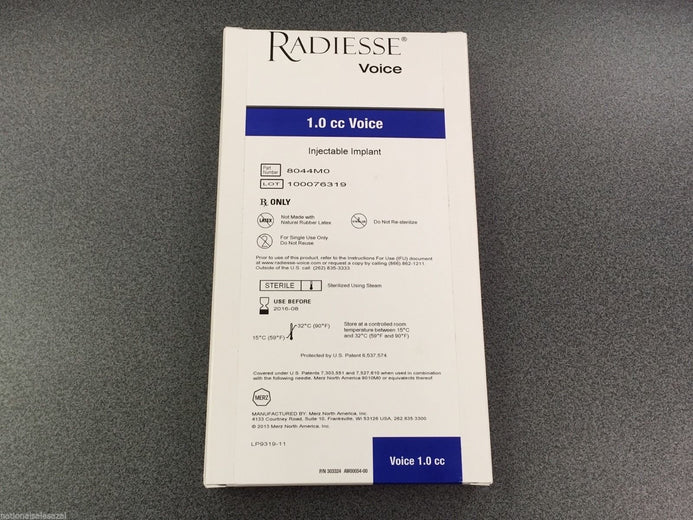 RADIESSE®
Voice
1.0 cc Voice
Injectable Implant
Part Number 8044M0
LOT 100076319
Rx ONLY
LATEX Not Made with
Natural Rubber Latex
Do Not Re-sterilize
For Single Use Only
Do Not Reuse
Prior to use of this product, refer to the Instructions For Use (IFU) document
at www.radiesse-voice.com or request a copy by calling (866) 862-1211
Outside of the U.S. call (262) 835-3333
STERILE Sterilized Using Steam
USE BEFORE
2016-08
15°C (59°F) 32°C (90°F)
Store at a controlled room
temperature between 15°C
and 32°C (59°F and 90°F)
Protected by U.S. Patent 6,537,574
Covered under U.S. Patents 7,303,551 and 7,527,610 when used in combination
with the following needle, Merz North America 8010M0 or equivalents thereof
MERZ
MANUFACTURED BY: Merz North America, Inc.
4133 Courtney Road, Suite 10, Franksville, WI 53126 USA, 262.835.3300
© 2013 Merz North America, Inc.
LP9319-11
P/N 303324 AW00054-00
Voice 1.0 cc
nationalsalesazal